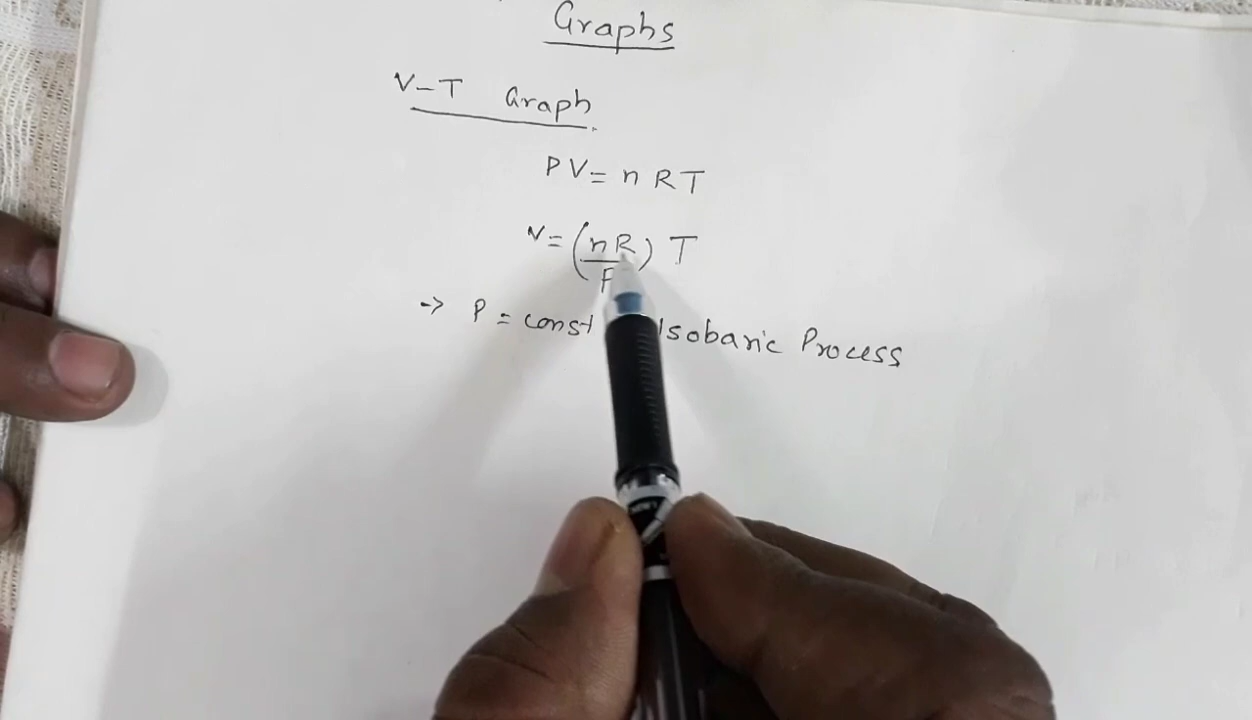 Graphs
V-T Graph
PV = nRT
V = (nR/P) T
-> P = const Isobaric Process